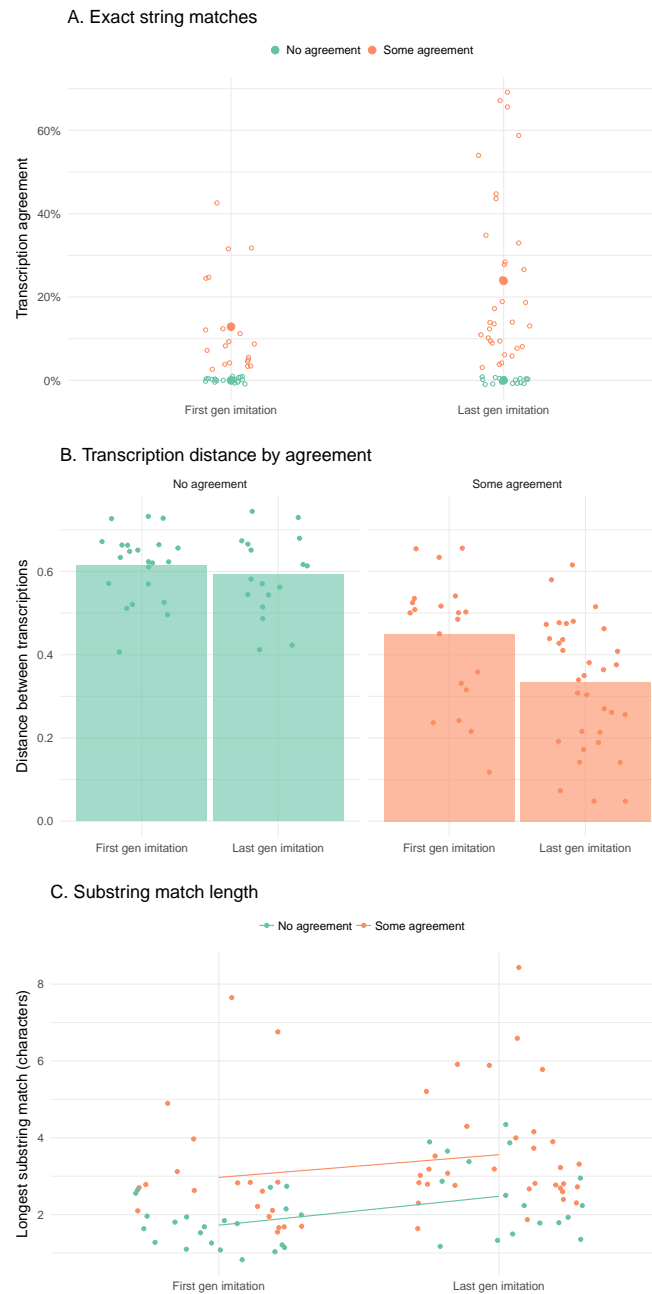 A. Exact string matches
No agreement Some agreement
Transcription agreement
60%
40%
20%
0%
First gen imitation Last gen imitation
B. Transcription distance by agreement
No agreement Some agreement
Distance between transcriptions
0.6
0.4
0.2
0.0
First gen imitation Last gen imitation First gen imitation Last gen imitation
C. Substring match length
No agreement Some agreement
Longest substring match (characters)
8
6
4
2
First gen imitation Last gen imitation